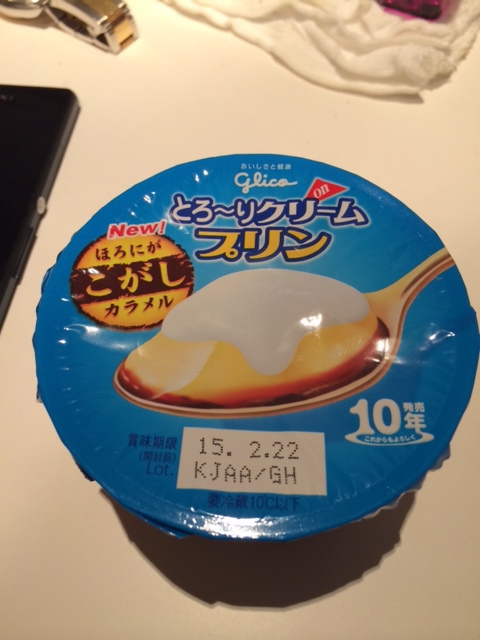 おいしさと健康
Glico
on
とろ〜りクリーム
プリン
New!
ほろにが
こがし
カラメル
10年
発売
これからもよろしく
賞味期限
(開封前)
Lot.
15. 2.22
KJAA/GH
要冷蔵10℃以下